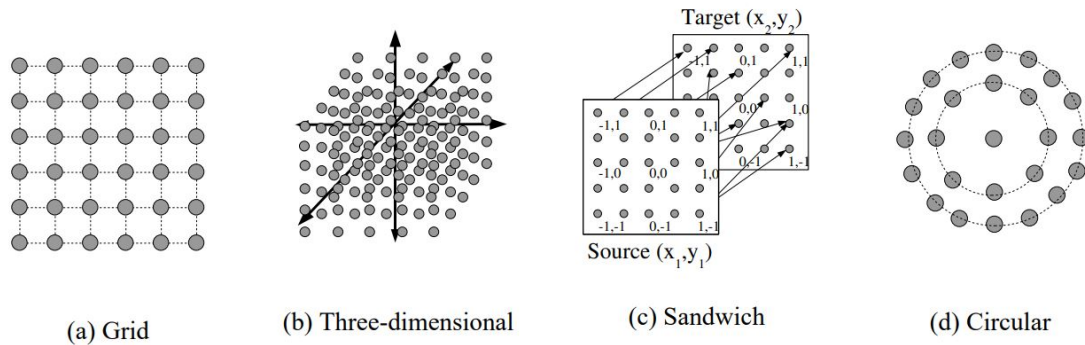 Target (x2,y2)
-1,1 0,1 1,1
0,0 1,0
0,-1 1,-1
-1,1 0,1 1,1
-1,0 0,0 1,0
-1,-1 0,-1 1,-1
Source (x1,y1)
(a) Grid
(b) Three-dimensional
(c) Sandwich
(d) Circular